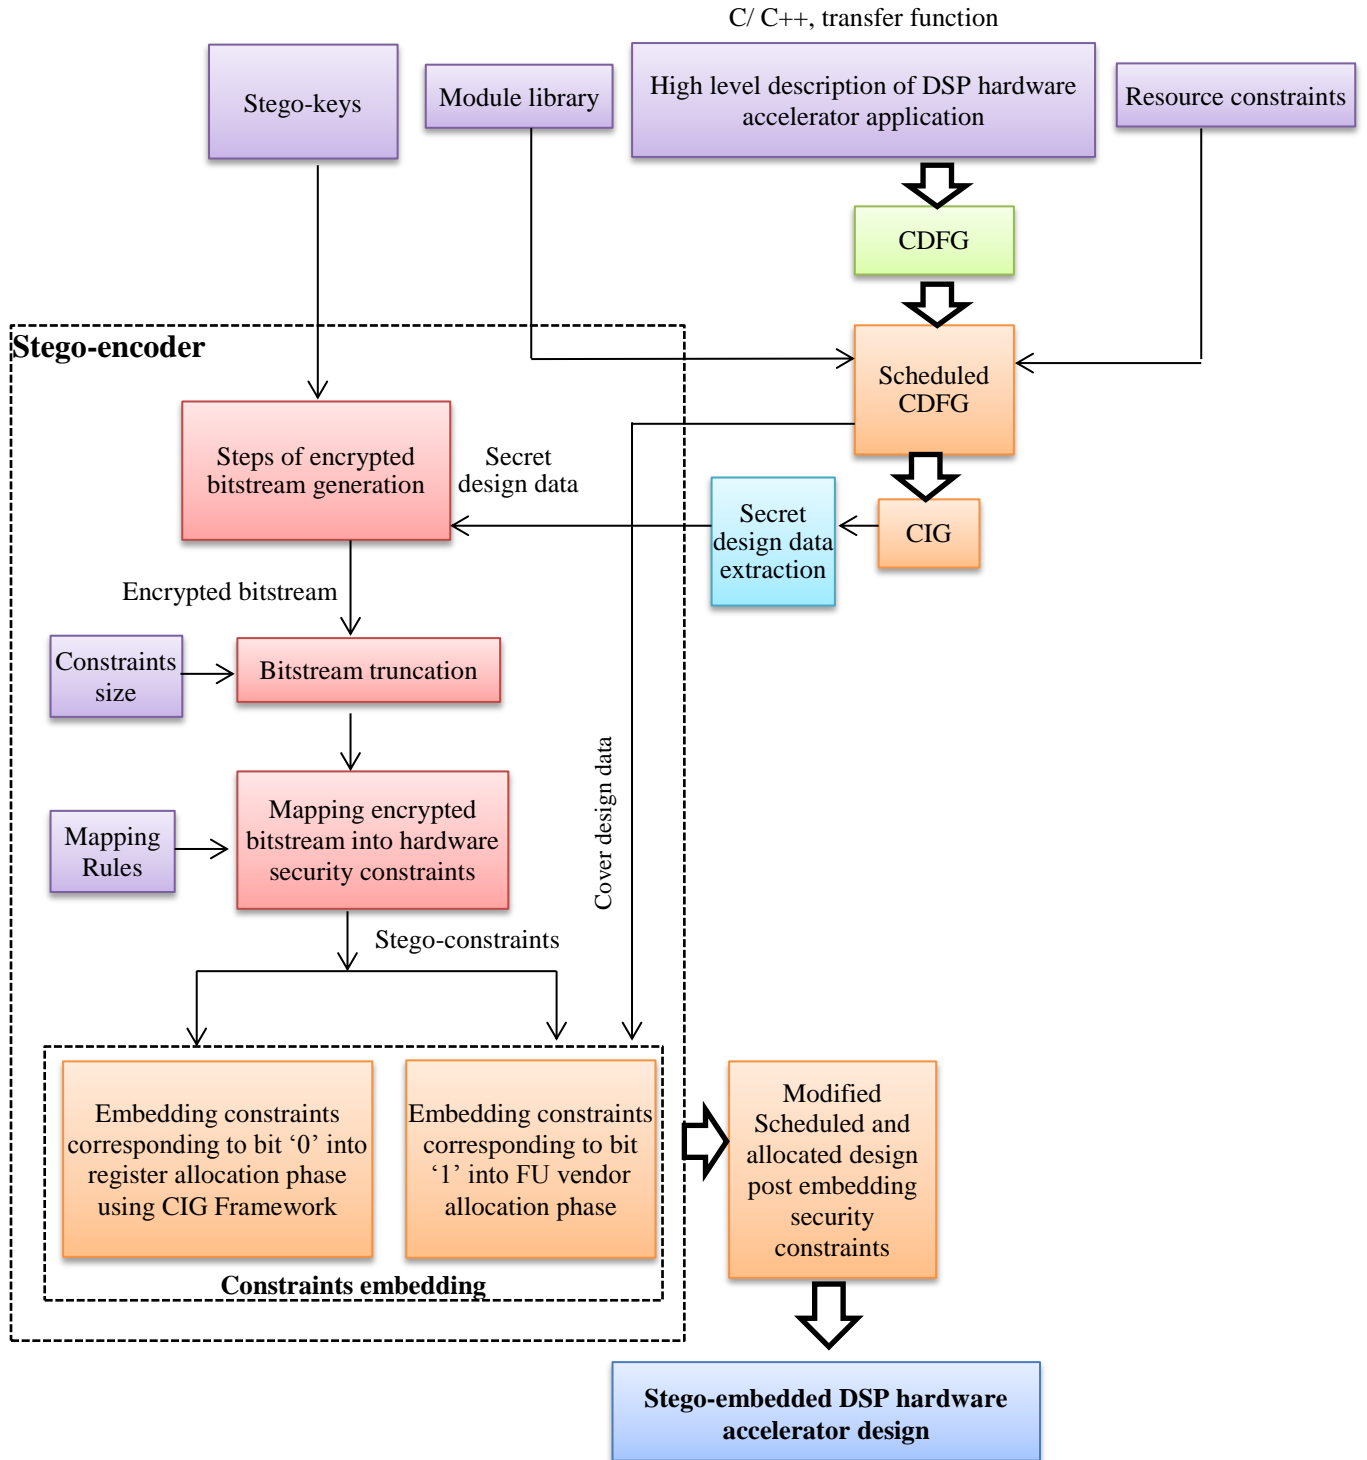 C/ C++, transfer function
Stego-keys
Module library
High level description of DSP hardware
accelerator application
Resource constraints
CDFG
Stego-encoder
Scheduled
CDFG
Steps of encrypted
bitstream generation
Secret
design data
Secret
design data
extraction
CIG
Encrypted bitstream
Constraints
size
Bitstream truncation
Mapping
Rules
Mapping encrypted
bitstream into hardware
security constraints
Cover design data
Stego-constraints
Embedding constraints
corresponding to bit ‘0’ into
register allocation phase
using CIG Framework
Embedding constraints
corresponding to bit
‘1’ into FU vendor
allocation phase
Constraints embedding
Modified
Scheduled and
allocated design
post embedding
security
constraints
Stego-embedded DSP hardware
accelerator design